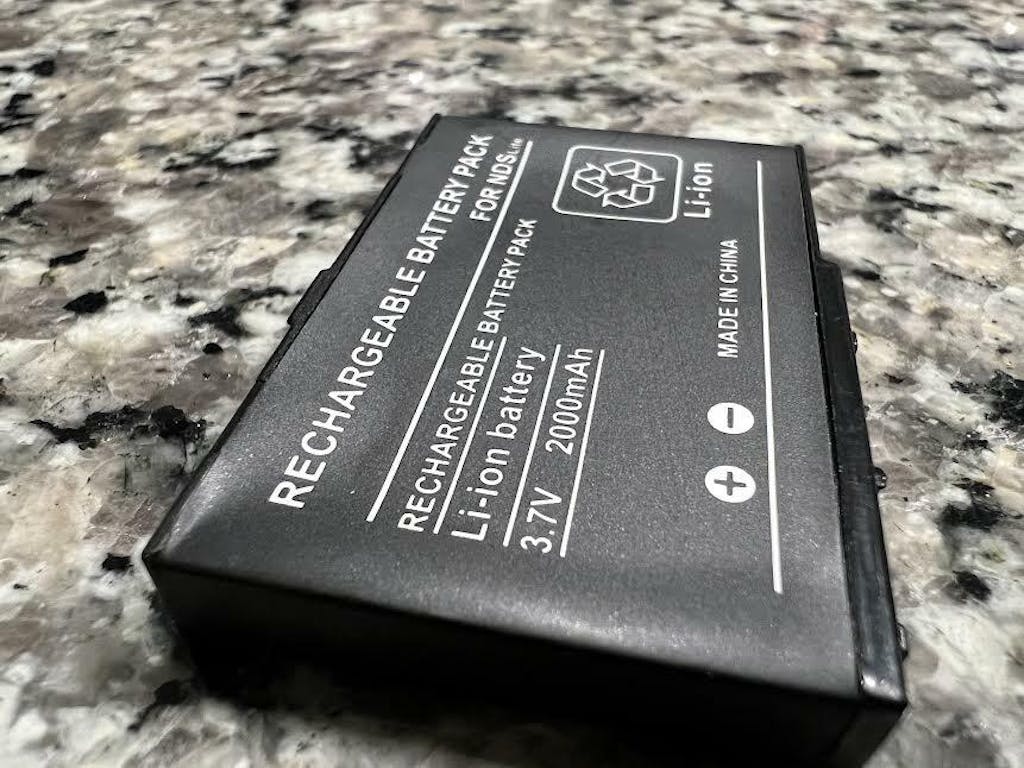 RECHARGEABLE BATTERY PACK
FOR NDS Lite
RECHARGEABLE BATTERY PACK
Li-ion battery
3.7V 2000mAh
Li-ion
MADE IN CHINA
+ -